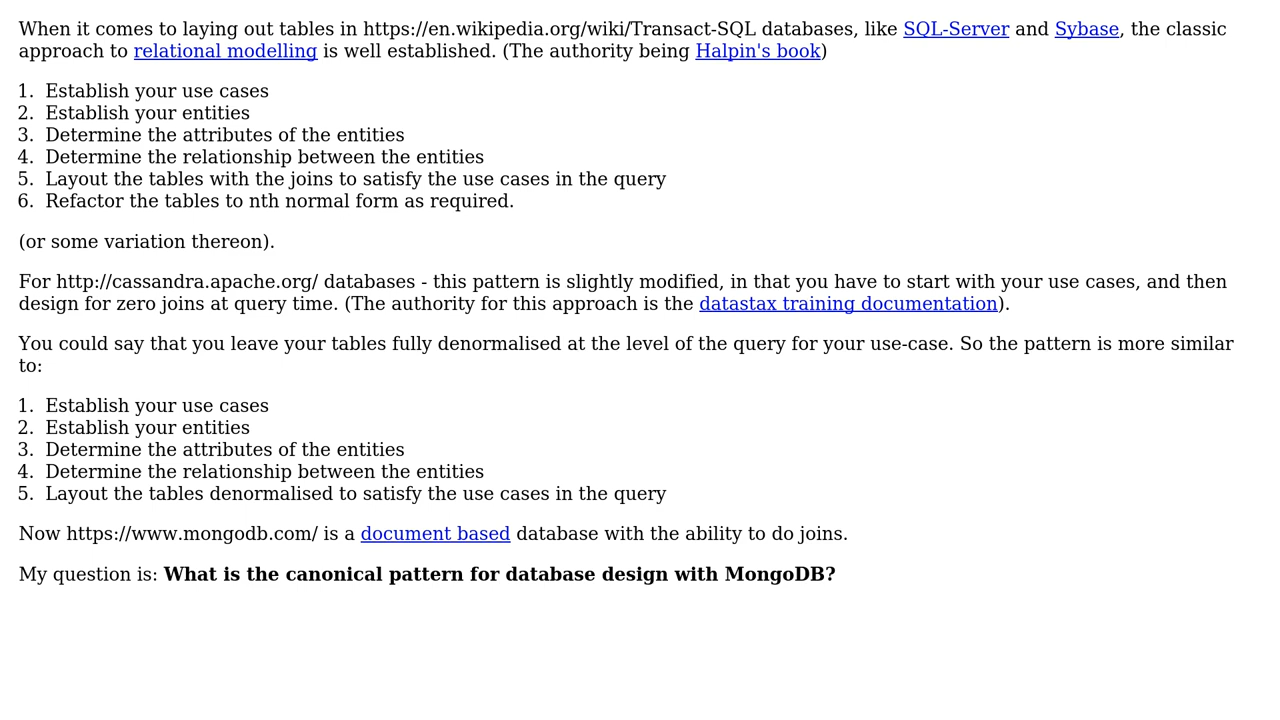 When it comes to laying out tables in https://en.wikipedia.org/wiki/Transact-SQL databases, like SQL-Server and Sybase, the classic
approach to relational modelling is well established. (The authority being Halpin's book)
1. Establish your use cases
2. Establish your entities
3. Determine the attributes of the entities
4. Determine the relationship between the entities
5. Layout the tables with the joins to satisfy the use cases in the query
6. Refactor the tables to nth normal form as required.
(or some variation thereon).
For http://cassandra.apache.org/ databases - this pattern is slightly modified, in that you have to start with your use cases, and then
design for zero joins at query time. (The authority for this approach is the datastax training documentation).
You could say that you leave your tables fully denormalised at the level of the query for your use-case. So the pattern is more similar
to:
1. Establish your use cases
2. Establish your entities
3. Determine the attributes of the entities
4. Determine the relationship between the entities
5. Layout the tables denormalised to satisfy the use cases in the query
Now https://www.mongodb.com/ is a document based database with the ability to do joins.
My question is: What is the canonical pattern for database design with MongoDB?